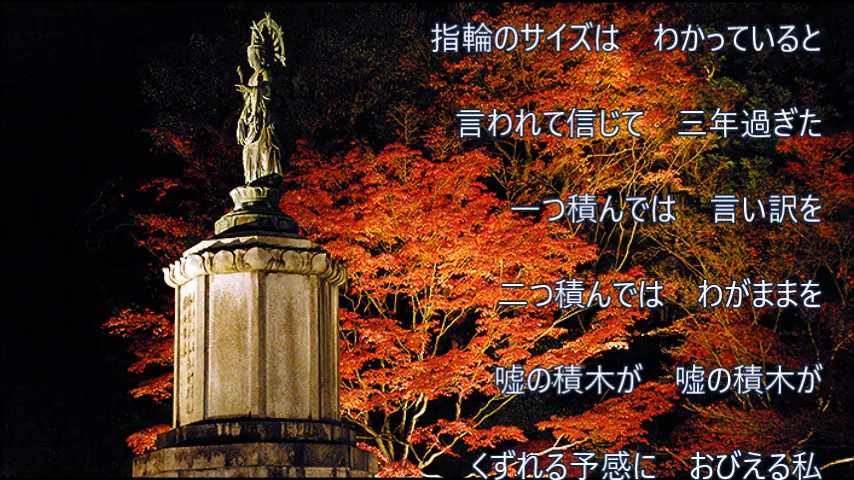 指輪のサイズは　わかっていると
言われて信じて　三年過ぎた
一つ積んでは　言い訳を
二つ積んでは　わがままを
嘘の積木が　嘘の積木が
くずれる予感に　おびえる私